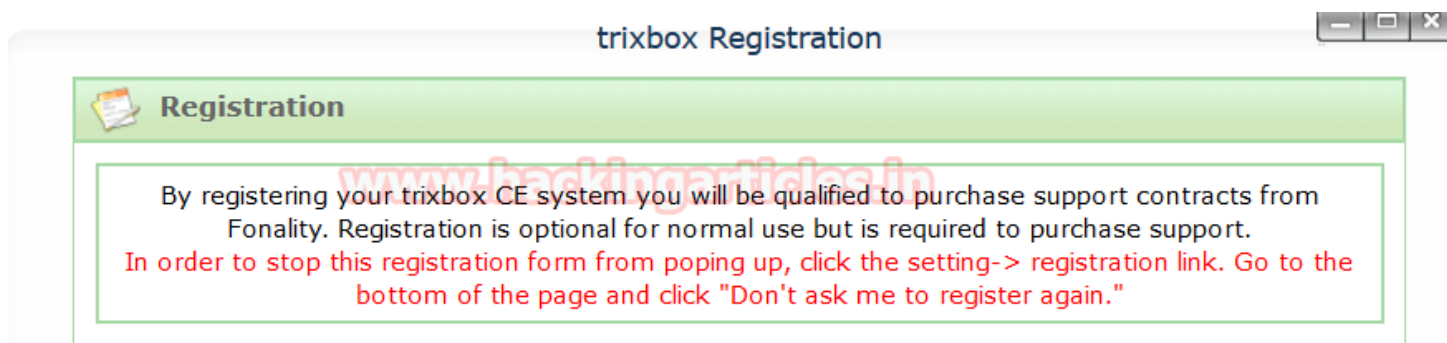 trixbox Registration
Registration
www.hackingarticles.in
By registering your trixbox CE system you will be qualified to purchase support contracts from
Fonality. Registration is optional for normal use but is required to purchase support.
In order to stop this registration form from poping up, click the setting-> registration link. Go to the
bottom of the page and click "Don't ask me to register again."